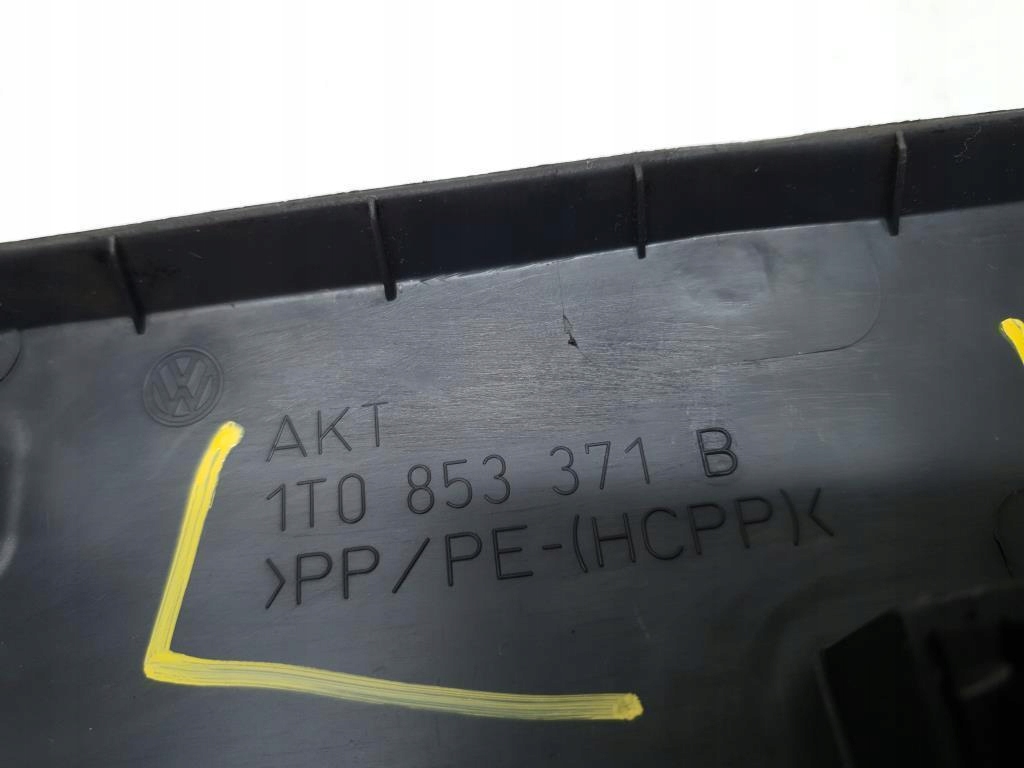 AKT
1T0 853 371 B
>PP/PE-(HCPP)<